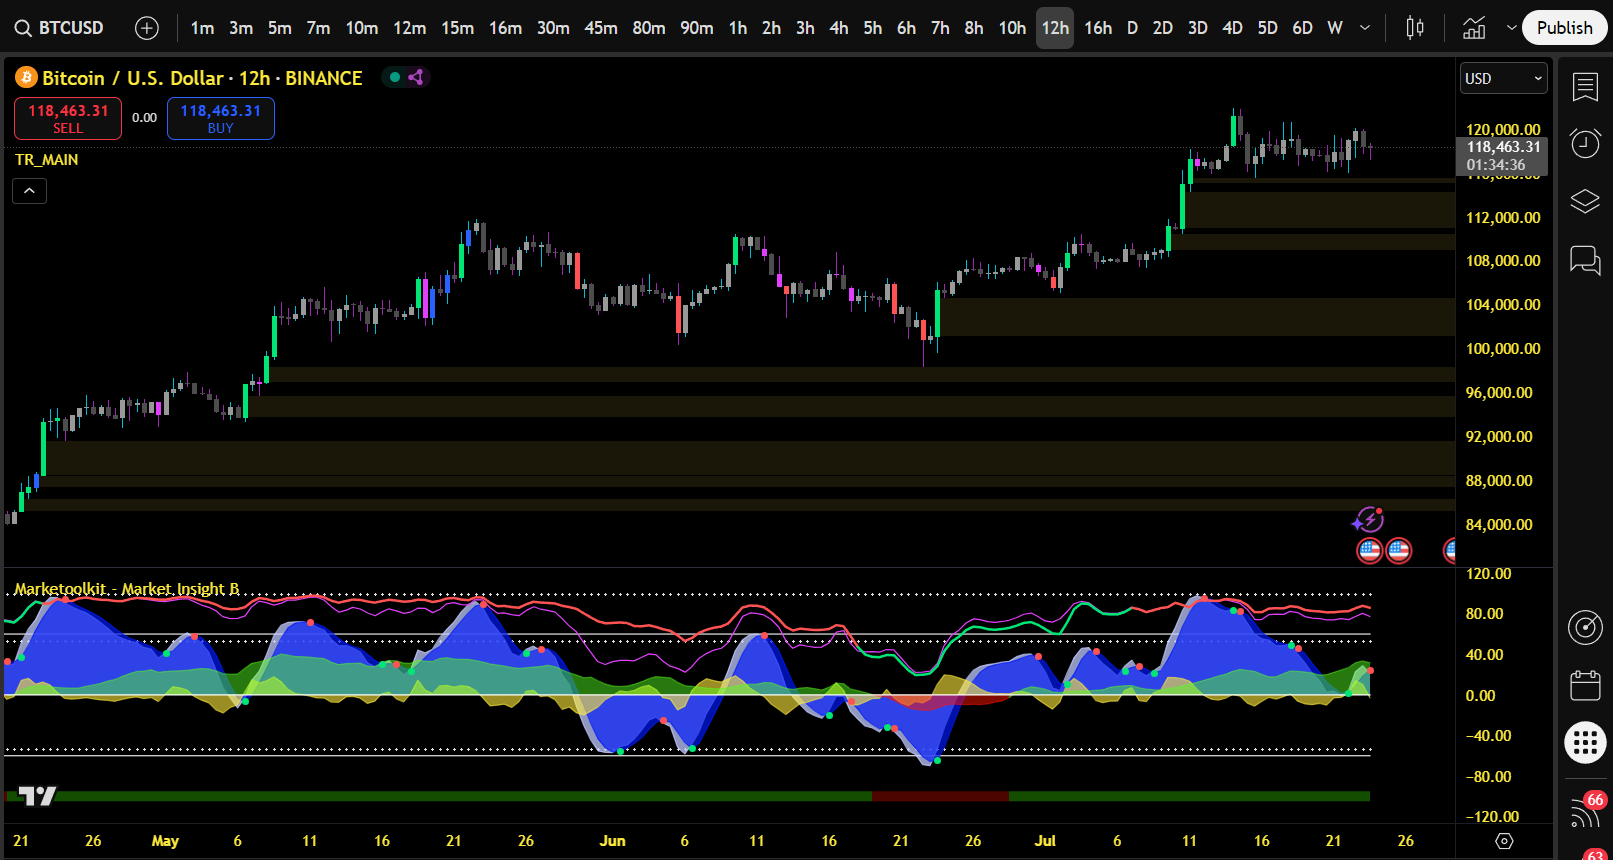 BTCUSD 1m 3m 5m 7m 10m 12m 15m 16m 30m 45m 80m 90m 1h 2h 3h 4h 5h 6h 7h 8h 10h 12h 16h D 2D 3D 4D 5D 6D W Publish
Bitcoin / U.S. Dollar · 12h · BINANCE
USD
118,463.31
SELL
0.00
118,463.31
BUY
TR_MAIN
120,000.00
118,463.31
01:34:36
112,000.00
108,000.00
104,000.00
100,000.00
96,000.00
92,000.00
88,000.00
84,000.00
Marketoolkit - Market Insight B
120.00
80.00
40.00
0.00
−40.00
−80.00
−120.00
21 26 May 6 11 16 21 26 Jun 6 11 16 21 26 Jul 6 11 16 21 26
66
63